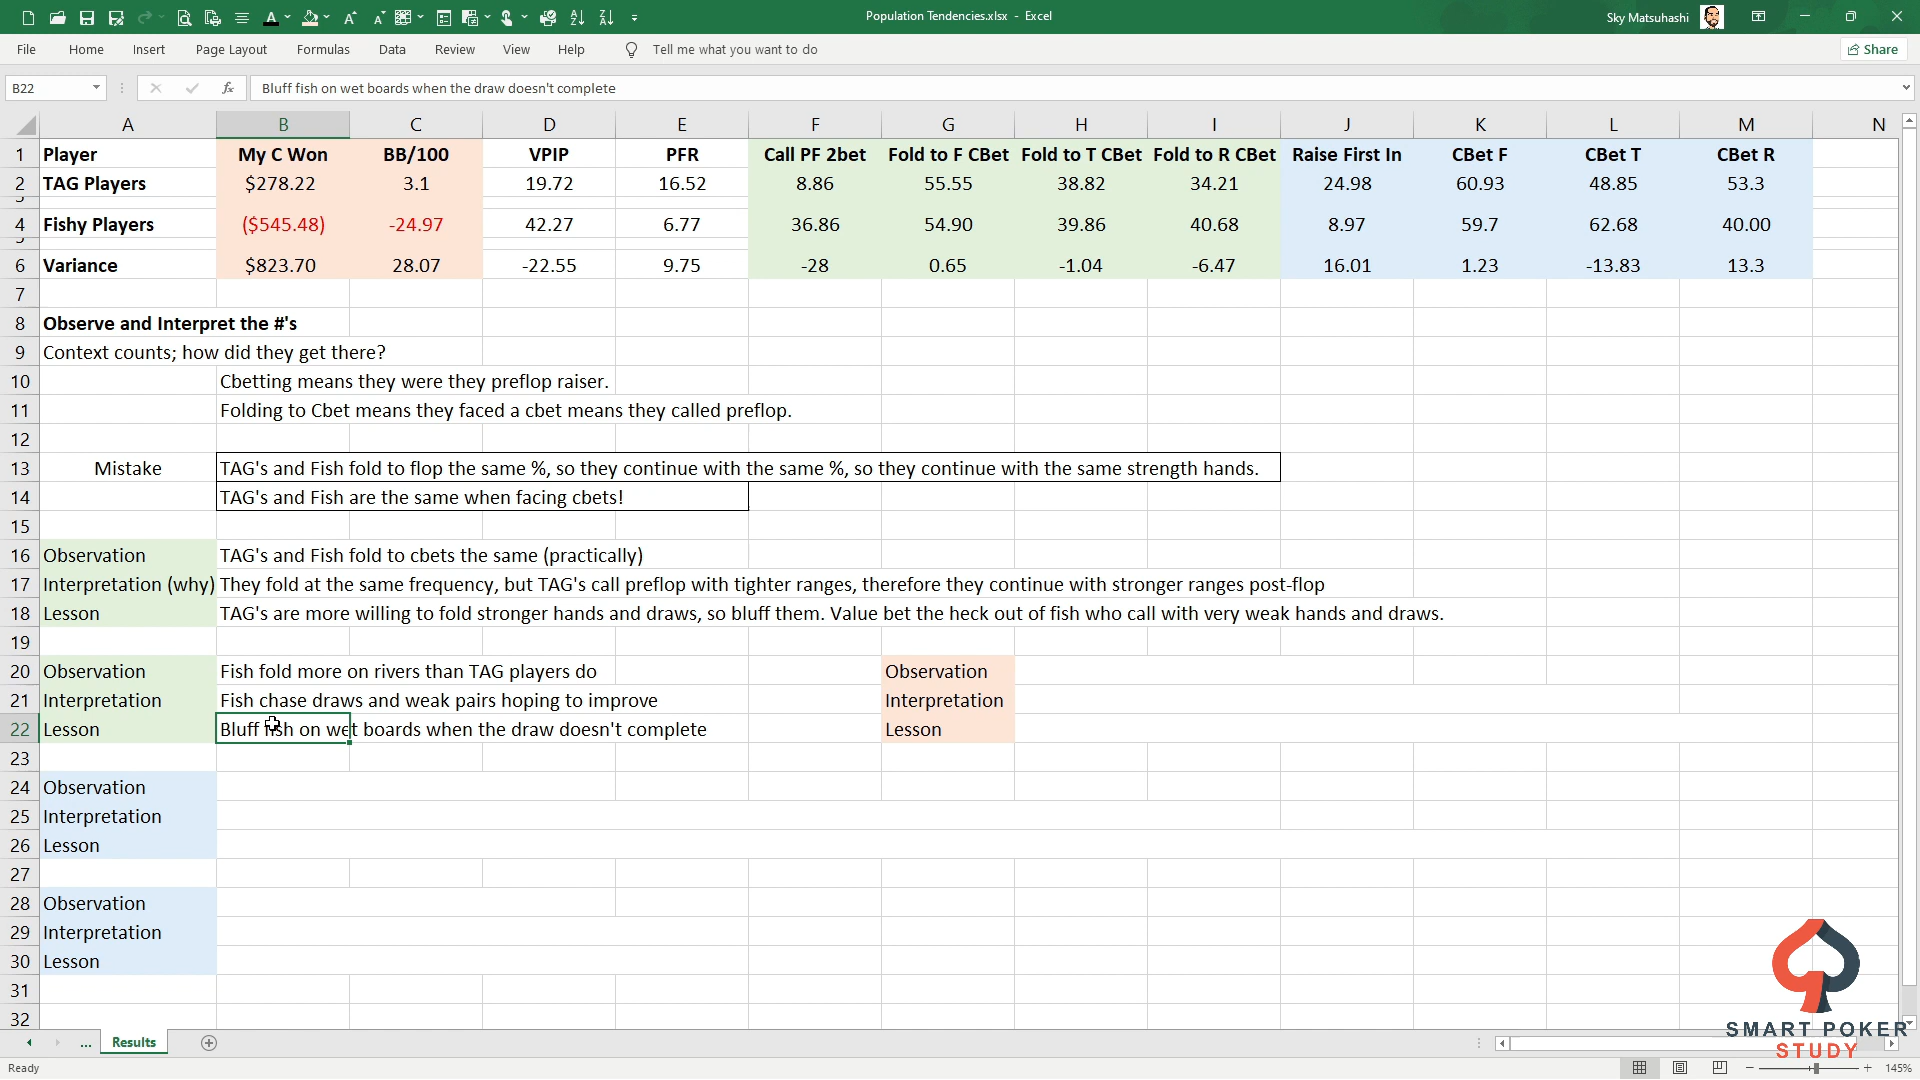 Population Tendencies.xlsx - Excel
Sky Matsuhashi
File Home Insert Page Layout Formulas Data Review View Help Tell me what you want to do Share
B22 fx Bluff fish on wet boards when the draw doesn't complete
A B C D E F G H I J K L M N
1 Player My C Won BB/100 VPIP PFR Call PF 2bet Fold to F CBet Fold to T CBet Fold to R CBet Raise First In CBet F CBet T CBet R
2 TAG Players $278.22 3.1 19.72 16.52 8.86 55.55 38.82 34.21 24.98 60.93 48.85 53.3
4 Fishy Players ($545.48) -24.97 42.27 6.77 36.86 54.90 39.86 40.68 8.97 59.7 62.68 40.00
6 Variance $823.70 28.07 -22.55 9.75 -28 0.65 -1.04 -6.47 16.01 1.23 -13.83 13.3
7
8 Observe and Interpret the #'s
9 Context counts; how did they get there?
10 Cbetting means they were they preflop raiser.
11 Folding to Cbet means they faced a cbet means they called preflop.
12
13 Mistake TAG's and Fish fold to flop the same %, so they continue with the same %, so they continue with the same strength hands.
14 TAG's and Fish are the same when facing cbets!
15
16 Observation TAG's and Fish fold to cbets the same (practically)
17 Interpretation (why) They fold at the same frequency, but TAG's call preflop with tighter ranges, therefore they continue with stronger ranges post-flop
18 Lesson TAG's are more willing to fold stronger hands and draws, so bluff them. Value bet the heck out of fish who call with very weak hands and draws.
19
20 Observation Fish fold more on rivers than TAG players do Observation
21 Interpretation Fish chase draws and weak pairs hoping to improve Interpretation
22 Lesson Bluff fish on wet boards when the draw doesn't complete Lesson
23
24 Observation
25 Interpretation
26 Lesson
27
28 Observation
29 Interpretation
30 Lesson
31
32
SMART POKER
STUDY
... Results
Ready 145%